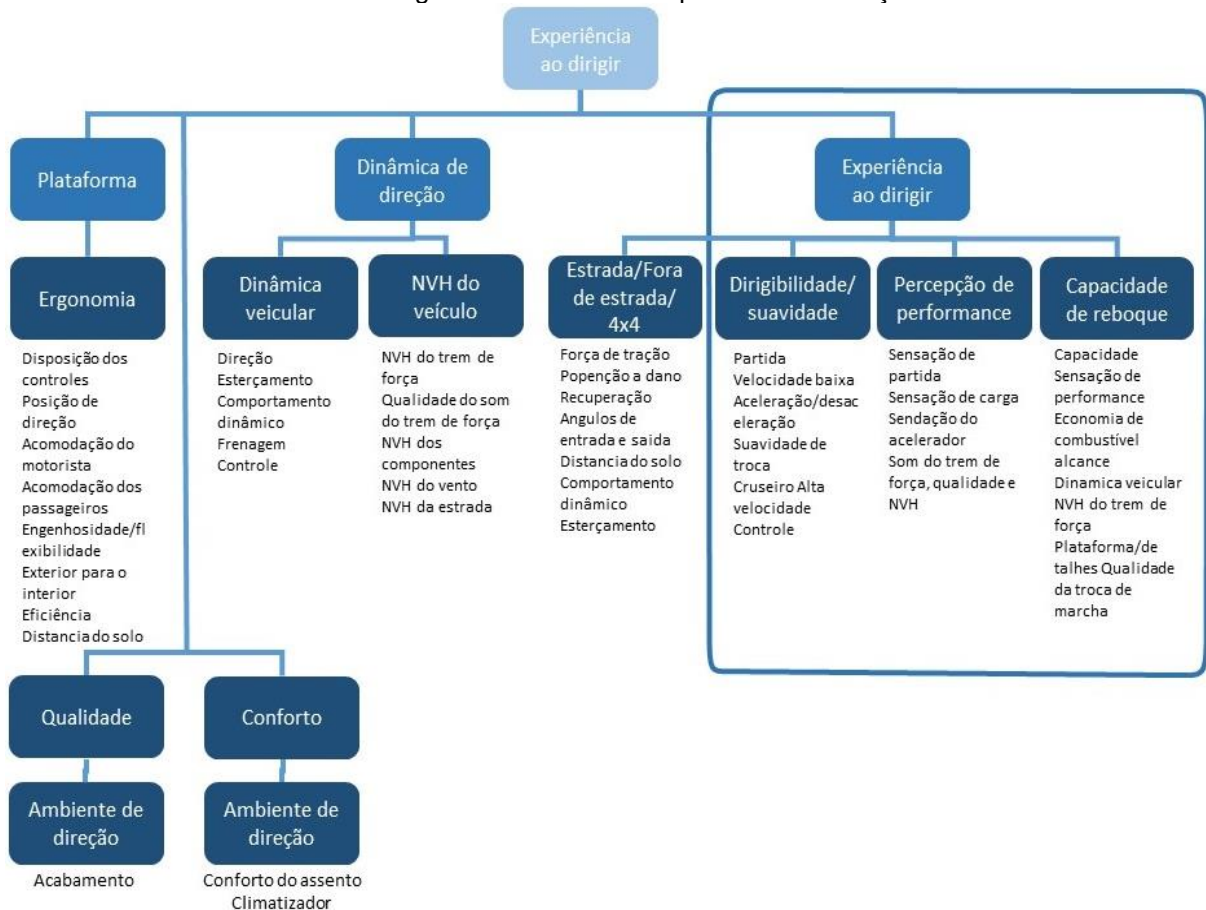 Experiência
ao dirigir
Plataforma
Dinâmica de
direção
Experiência
ao dirigir
Ergonomia
Disposição dos
controles
Posição de
direção
Acomodação do
motorista
Acomodação dos
passageiros
Engenhosidade/fl
exibilidade
Exterior para o
interior
Eficiência
Distancia do solo
Dinâmica
veicular
Direção
Esterçamento
Comportamento
dinâmico
Frenagem
Controle
NVH do
veículo
NVH do trem de
força
Qualidade do som
do trem de força
NVH dos
componentes
NVH do vento
NVH da estrada
Estrada/Fora
de estrada/
4x4
Força de tração
Popenção a dano
Recuperação
Angulos de
entrada e saida
Distancia do solo
Comportamento
dinâmico
Esterçamento
Dirigibilidade/
suavidade
Partida
Velocidade baixa
Aceleração/desac
eleração
Suavidade de
troca
Cruseiro Alta
velocidade
Controle
Percepção de
performance
Sensação de
partida
Sensação de carga
Sendação do
acelerador
Som do trem de
força, qualidade e
NVH
Capacidade
de reboque
Capacidade
Sensação de
performance
Economia de
combustível
alcance
Dinamica veicular
NVH do trem de
força
Plataforma/de
talhes Qualidade
da troca de
marcha
Qualidade
Ambiente de
direção
Acabamento
Conforto
Ambiente de
direção
Conforto do assento
Climatizador